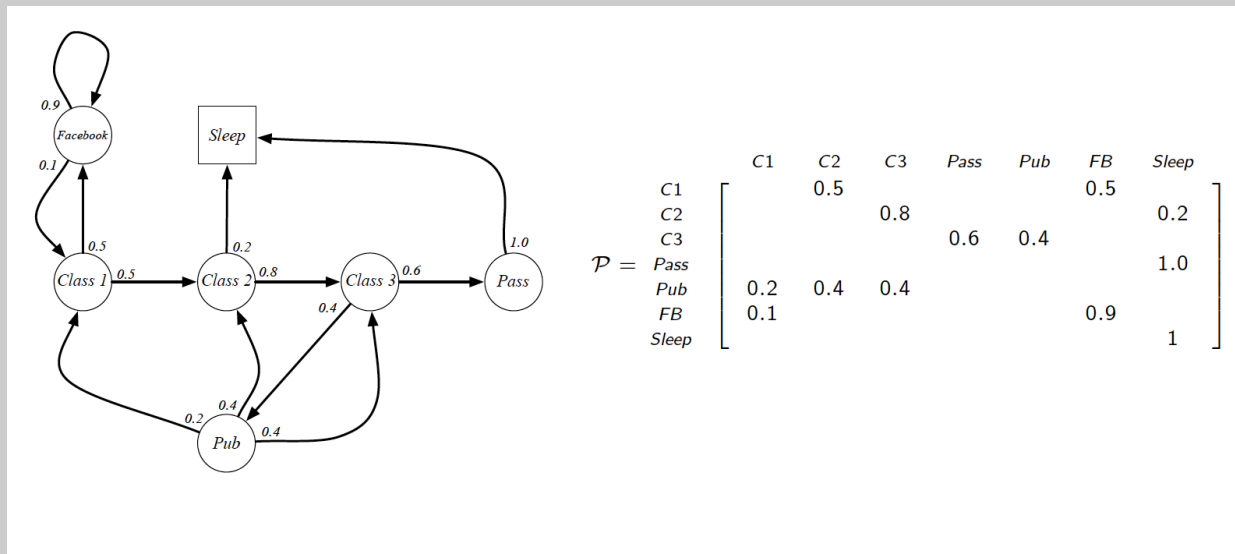 0.9
Facebook
Sleep
0.1
0.5
0.2
1.0
Class 1
0.5
Class 2
0.8
Class 3
0.6
Pass
0.4
0.2
0.4
0.4
Pub
C1 C2 C3 Pass Pub FB Sleep
C1 0.5 0.5
C2 0.8 0.2
C3 0.6 0.4
P = Pass 1.0
Pub 0.2 0.4 0.4
FB 0.1 0.9
Sleep 1